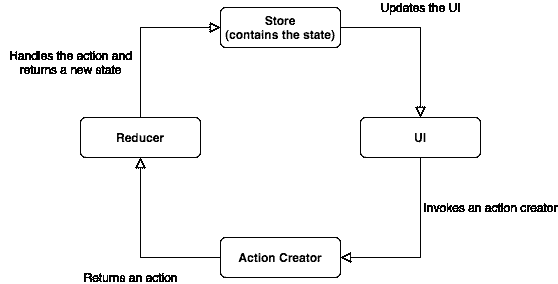 Updates the UI
Store
(contains the state)
Handles the action and
returns a new state
Reducer
UI
Invokes an action creator
Action Creator
Returns an action